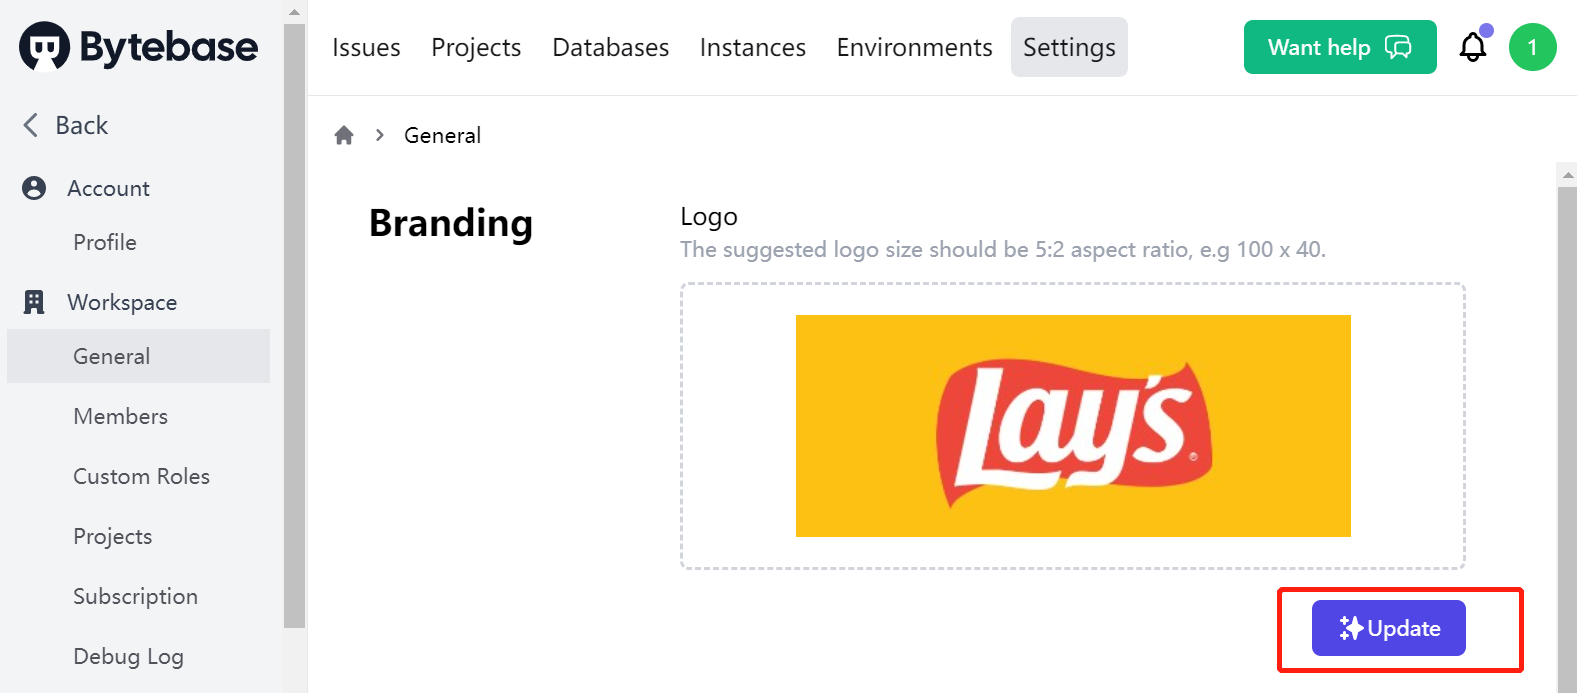 Bytebase
Issues Projects Databases Instances Environments Settings Want help 1
Back
General
Account
Profile
Workspace
General
Members
Custom Roles
Projects
Subscription
Debug Log
Branding
Logo
The suggested logo size should be 5:2 aspect ratio, e.g 100 x 40.
Lay's®
Update